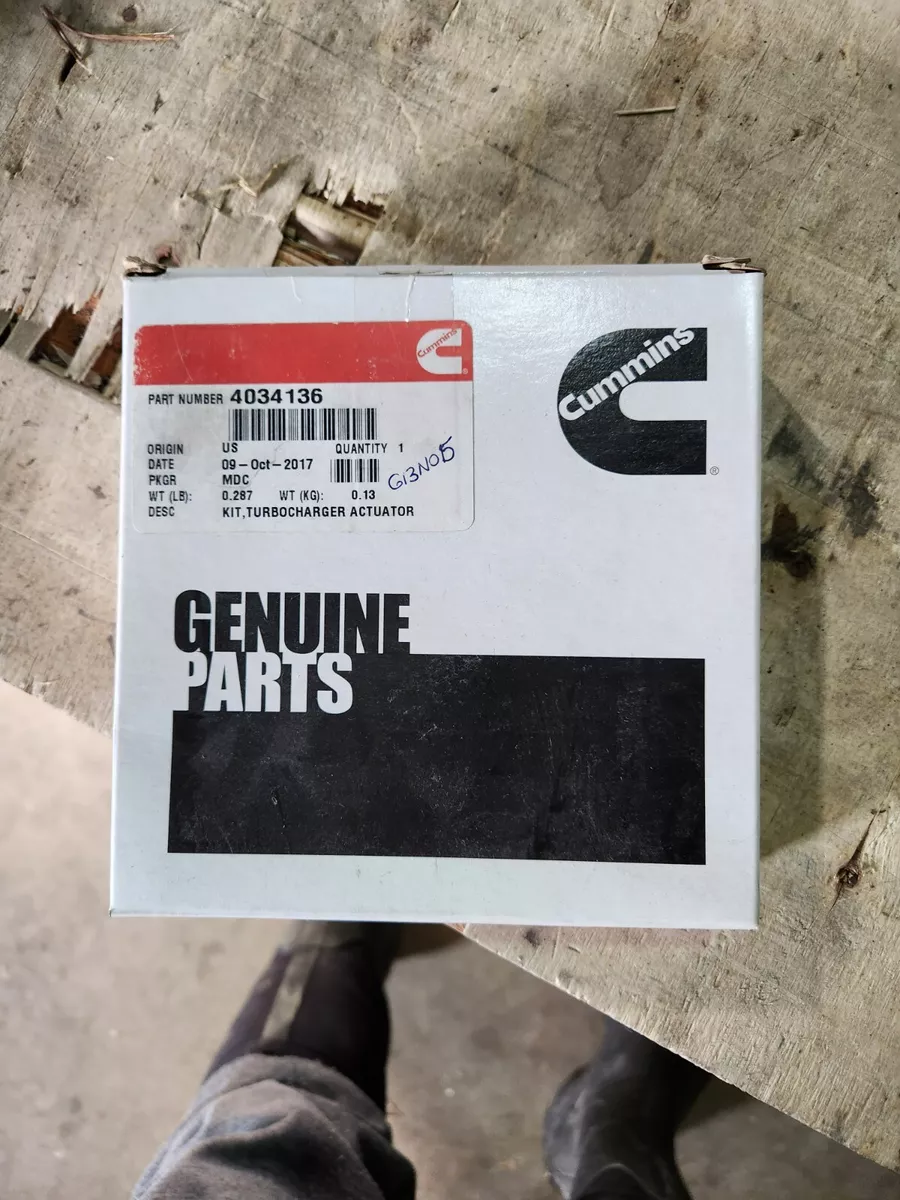 Cummins
Cummins
PART NUMBER 4034136
ORIGIN US QUANTITY 1
DATE 09-Oct-2017
PKGR MDC
WT (LB): 0.287 WT (KG): 0.13
DESC KIT,TURBOCHARGER ACTUATOR
G13N05
GENUINE
PARTS